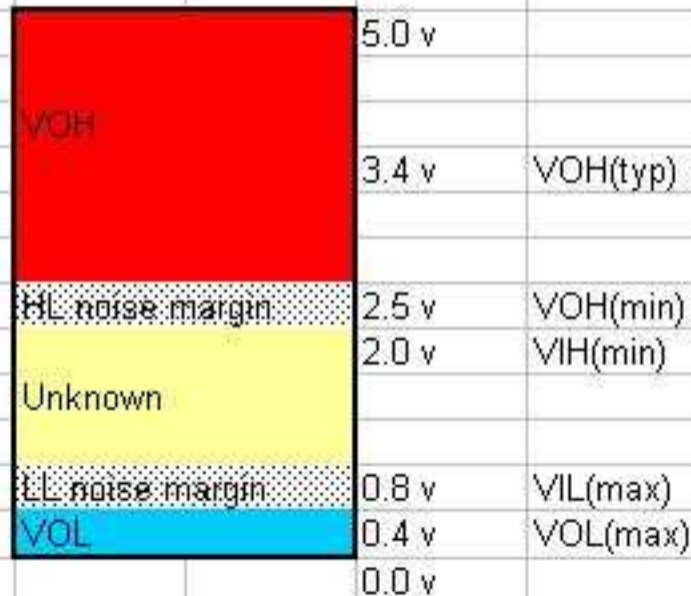 5.0 v
VOH
3.4 v VOH(typ)
HL noise margin 2.5 v VOH(min)
2.0 v VIH(min)
Unknown
LL noise margin 0.8 v VIL(max)
VOL 0.4 v VOL(max)
0.0 v